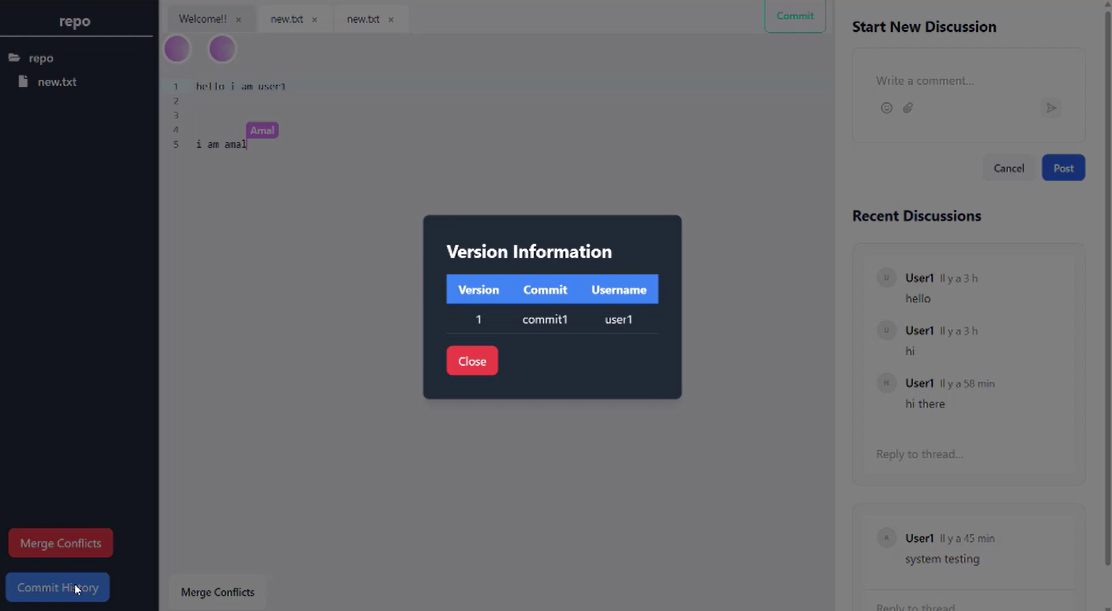 repo
repo
new.txt
Merge Conflicts
Commit History
Welcome!! × new.txt × new.txt ×
Commit
1 hello i am user1
2
3
4
Amal
5 i am amal
Version Information
Version Commit Username
1 commit1 user1
Close
Merge Conflicts
Start New Discussion
Write a comment...
Cancel Post
Recent Discussions
U User1 Il y a 3 h
hello
U User1 Il y a 3 h
hi
User1 Il y a 58 min
hi there
Reply to thread...
User1 Il y a 45 min
system testing
Reply to thread